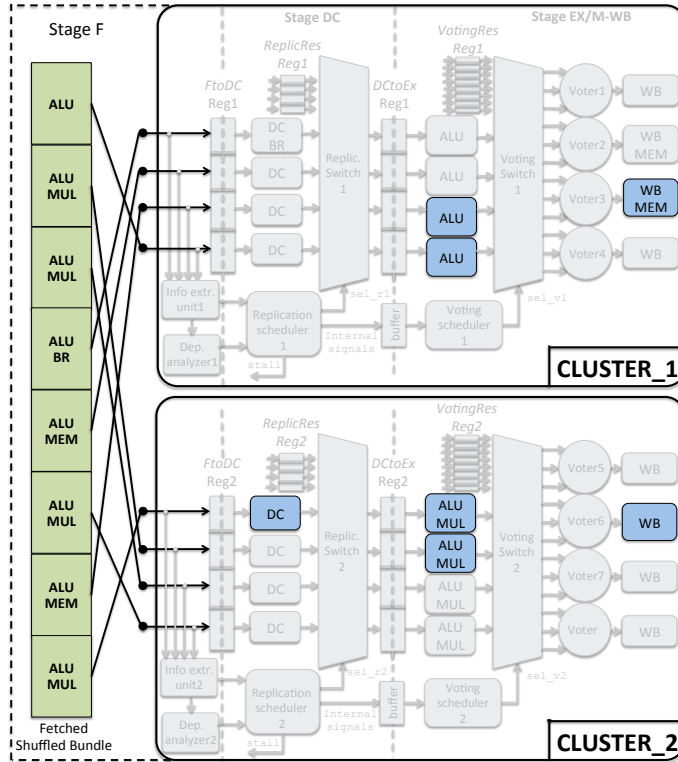 Stage F
ALU
ALU
MUL
ALU
MUL
ALU
BR
ALU
MEM
ALU
MUL
ALU
MEM
ALU
MUL
Fetched
Shuffled Bundle
Stage DC
Stage EX/M-WB
ReplicRes
Reg1
VotingRes
Reg1
FtoDC
Reg1
DCtoEx
Reg1
DC
BR
DC
DC
DC
Replic.
Switch
1
ALU
ALU
ALU
ALU
Voting
Switch
1
Voter1
Voter2
Voter3
Voter4
WB
WB
MEM
WB
MEM
WB
Info extr.
unit1
Dep.
analyzer1
Replication
scheduler
1
sel_r1
Internal
signals
stall
buffer
Voting
scheduler
1
sel_v1
CLUSTER_1
ReplicRes
Reg2
VotingRes
Reg2
FtoDC
Reg2
DCtoEx
Reg2
DC
DC
DC
DC
Replic.
Switch
2
ALU
MUL
ALU
MUL
ALU
MUL
ALU
MUL
Voting
Switch
2
Voter5
Voter6
Voter7
Voter
WB
WB
WB
WB
Info extr.
unit2
Dep.
analyzer2
Replication
scheduler
2
sel_r2
Internal
signals
stall
buffer
Voting
scheduler
2
sel_v2
CLUSTER_2